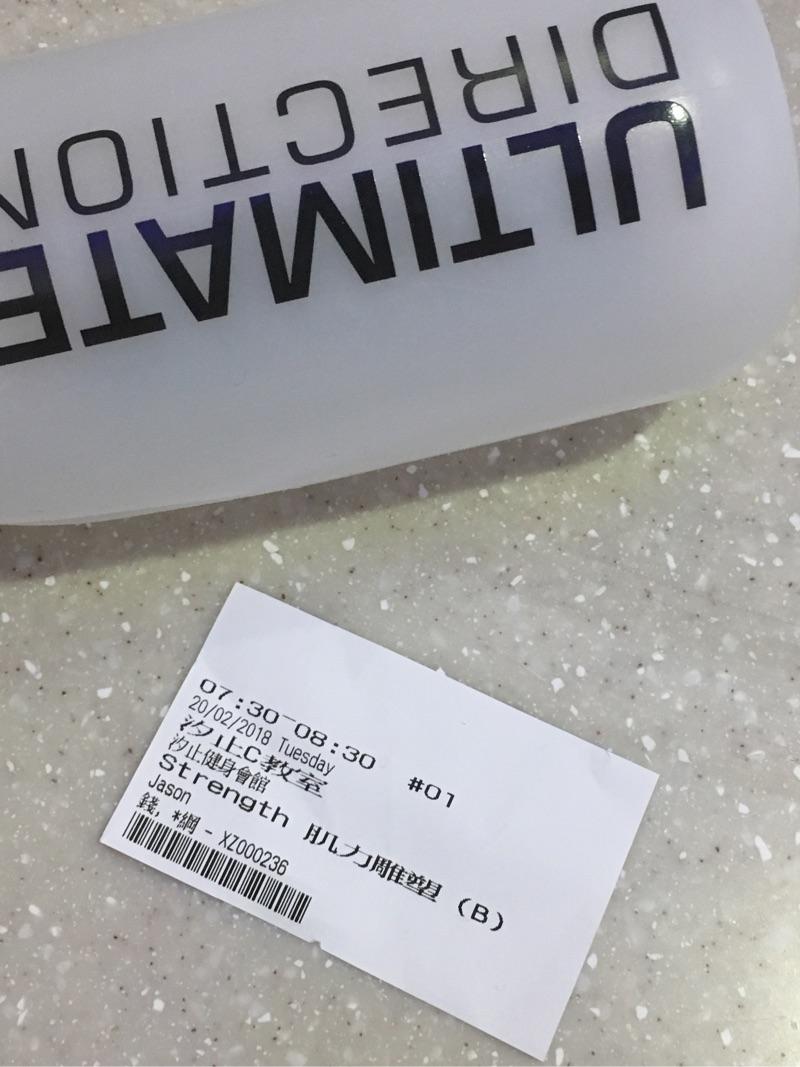 ULTIMATE
DIRECTION
07:30-08:30 #01
20/02/2018 Tuesday
汐止C教室
汐止健身會館
Strength 肌力雕塑 (B)
Jason
錢, *綱 - XZ000236